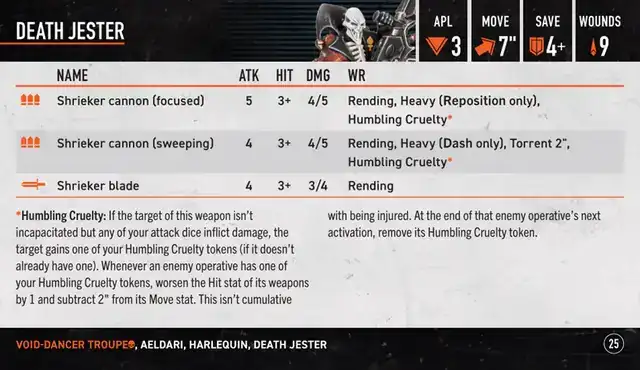 DEATH JESTER
APL 3
MOVE 7"
SAVE 4+
WOUNDS 9
NAME ATK HIT DMG WR
Shrieker cannon (focused) 5 3+ 4/5 Rending, Heavy (Reposition only),
Humbling Cruelty*
Shrieker cannon (sweeping) 4 3+ 4/5 Rending, Heavy (Dash only), Torrent 2",
Humbling Cruelty*
Shrieker blade 4 3+ 3/4 Rending
*Humbling Cruelty: If the target of this weapon isn't
incapacitated but any of your attack dice inflict damage, the
target gains one of your Humbling Cruelty tokens (if it doesn't
already have one). Whenever an enemy operative has one of
your Humbling Cruelty tokens, worsen the Hit stat of its weapons
by 1 and subtract 2" from its Move stat. This isn't cumulative
with being injured. At the end of that enemy operative's next
activation, remove its Humbling Cruelty token.
VOID-DANCER TROUPE, AELDARI, HARLEQUIN, DEATH JESTER
25